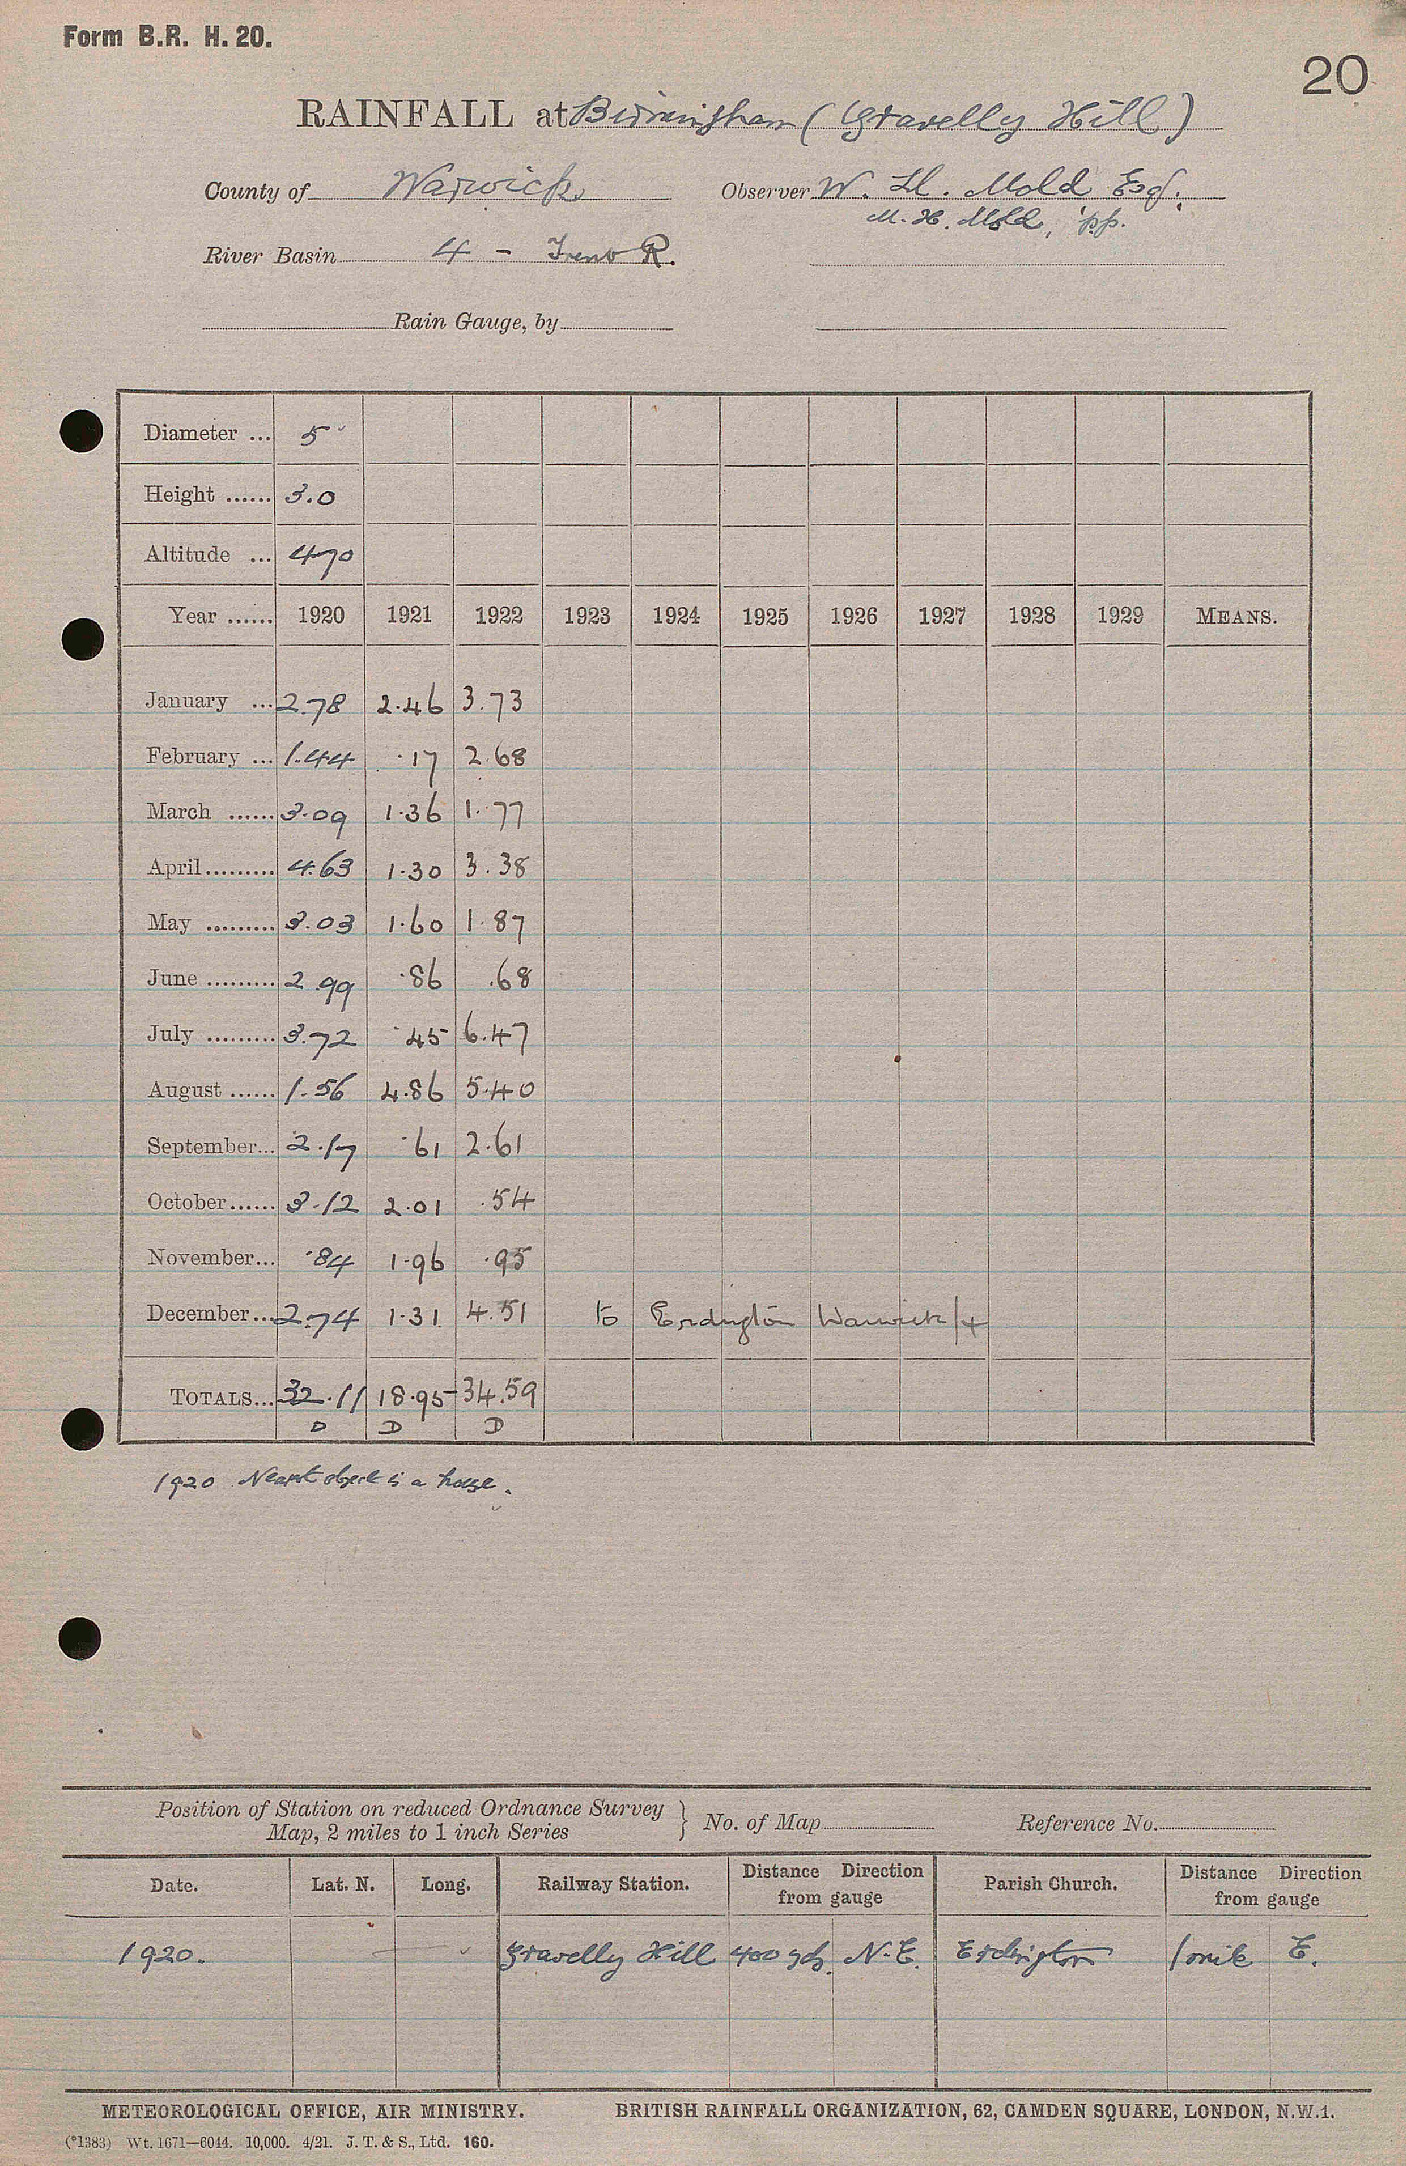 Form B.R. H. 20.
20
RAINFALL at Birmingham (Gravelly Hill)
County of Warwick Observer W. H. Mold Esq.
M. H. Mold, pp.
River Basin 4 - Trent R.
Rain Gauge, by
Diameter ... 5
Height ...... 3.0
Altitude ... 470
Year ...... 1920 1921 1922 1923 1924 1925 1926 1927 1928 1929 MEANS.
January ... 2.78 2.46 3.73
February ... 1.44 .17 2.68
March ...... 3.09 1.36 1.77
April ......... 4.63 1.30 3.38
May ......... 3.03 1.60 1.87
June ......... 2.99 .86 .68
July ......... 3.72 .45 6.47
August ...... 1.56 4.86 5.40
September... 2.17 .61 2.61
October...... 3.12 2.01 .54
November... .84 1.96 .95
December... 2.74 1.31 4.51 to Erdington Warwick/4
TOTALS... 32.11 18.95 34.59
D D D
1920 Nearest object is a house.
Position of Station on reduced Ordnance Survey
Map, 2 miles to 1 inch Series } No. of Map Reference No.
Date. Lat. N. Long. Railway Station. Distance Direction from gauge Parish Church. Distance Direction from gauge
1920. Gravelly Hill 400 yds. N.E. Erdington 1 mile E.
METEOROLOGICAL OFFICE, AIR MINISTRY. BRITISH RAINFALL ORGANIZATION, 62, CAMDEN SQUARE, LONDON, N.W.1.
(*1383) Wt. 1671—6044. 10,000. 4/21. J. T. & S., Ltd. 160.